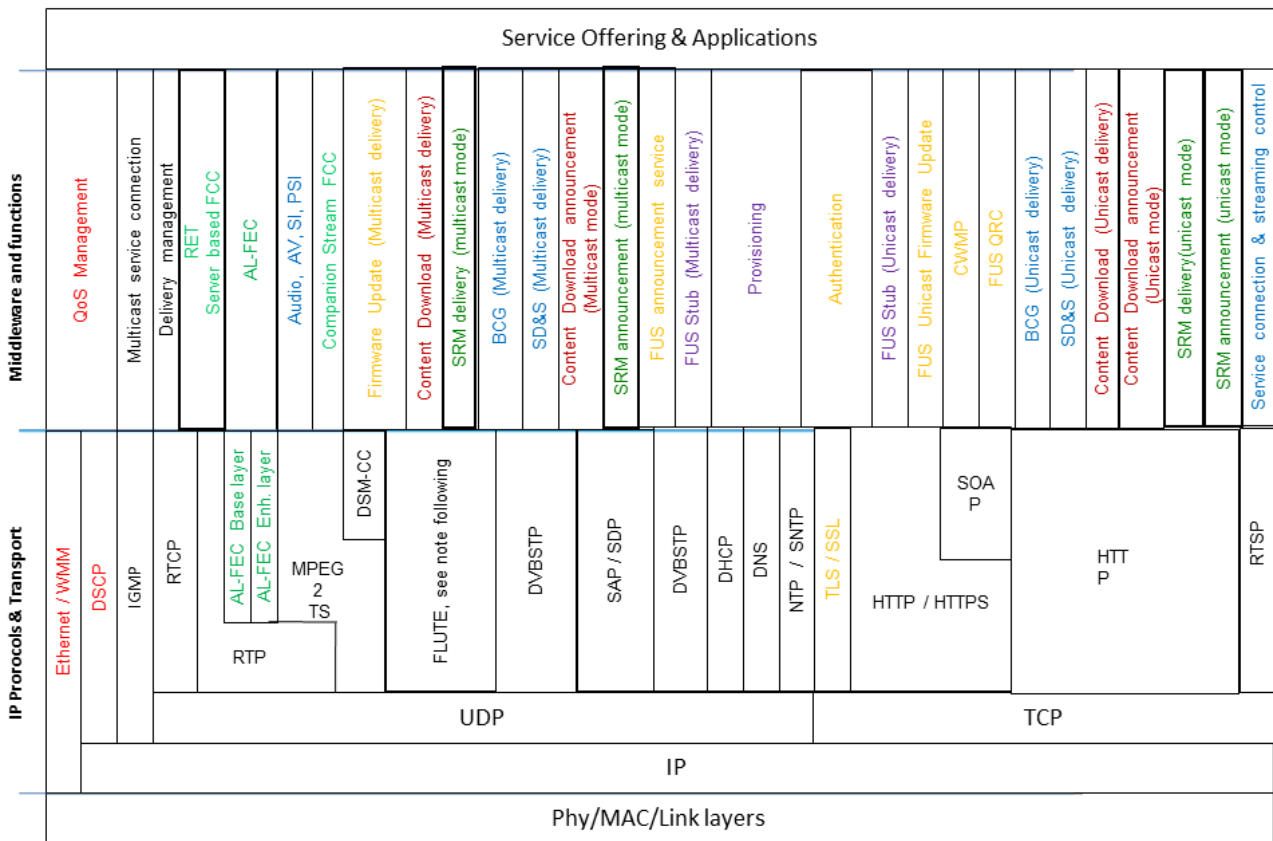 Service Offering & Applications
Middleware and functions
QoS Management
Multicast service connection
Delivery management
RET
Server based FCC
AL-FEC
Audio, AV, SI, PSI
Companion Stream FCC
Firmware Update (Multicast delivery)
Content Download (Multicast delivery)
SRM delivery (multicast mode)
BCG (Multicast delivery)
SD&S (Multicast delivery)
Content Download announcement
(Multicast mode)
SRM announcement (multicast mode)
FUS announcement service
FUS Stub (Multicast delivery)
Provisioning
Authentication
FUS Stub (Unicast delivery)
FUS Unicast Firmware Update
CWMP
FUS QRC
BCG (Unicast delivery)
SD&S (Unicast delivery)
Content Download (Unicast delivery)
Content Download announcement
(Unicast mode)
SRM delivery(unicast mode)
SRM announcement (unicast mode)
Service connection & streaming control
IP Prorocols & Transport
Ethernet / WMM
DSCP
IGMP
RTCP
AL-FEC Base layer
AL-FEC Enh. layer
MPEG
2
TS
RTP
DSM-CC
FLUTE, see note following
DVBSTP
SAP / SDP
DVBSTP
DHCP
DNS
NTP / SNTP
TLS / SSL
HTTP / HTTPS
SOA
P
HTT
P
RTSP
UDP
TCP
IP
Phy/MAC/Link layers